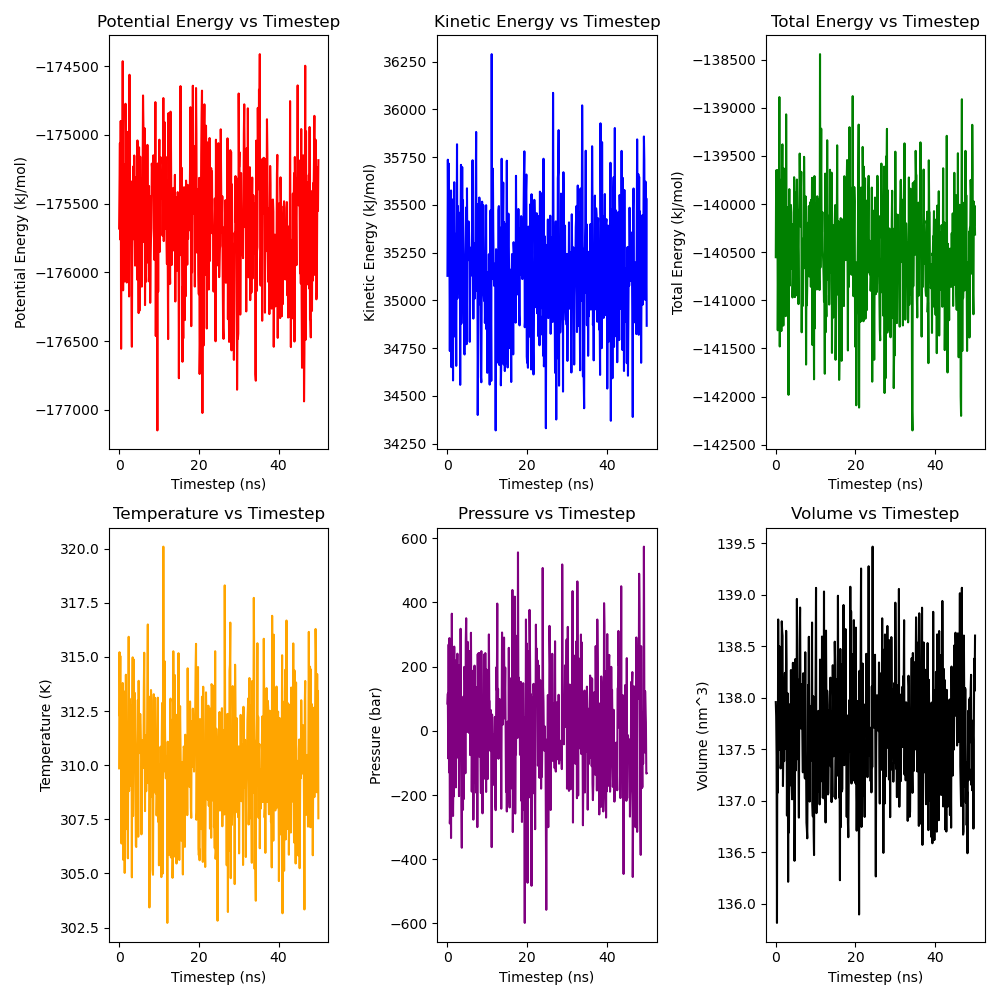 Potential Energy vs Timestep
Potential Energy (kJ/mol)
−174500
−175000
−175500
−176000
−176500
−177000
0 20 40
Timestep (ns)
Kinetic Energy vs Timestep
Kinetic Energy (kJ/mol)
36250
36000
35750
35500
35250
35000
34750
34500
34250
0 20 40
Timestep (ns)
Total Energy vs Timestep
Total Energy (kJ/mol)
−138500
−139000
−139500
−140000
−140500
−141000
−141500
−142000
−142500
0 20 40
Timestep (ns)
Temperature vs Timestep
Temperature (K)
320.0
317.5
315.0
312.5
310.0
307.5
305.0
302.5
0 20 40
Timestep (ns)
Pressure vs Timestep
Pressure (bar)
600
400
200
0
−200
−400
−600
0 20 40
Timestep (ns)
Volume vs Timestep
Volume (nm^3)
139.5
139.0
138.5
138.0
137.5
137.0
136.5
136.0
0 20 40
Timestep (ns)